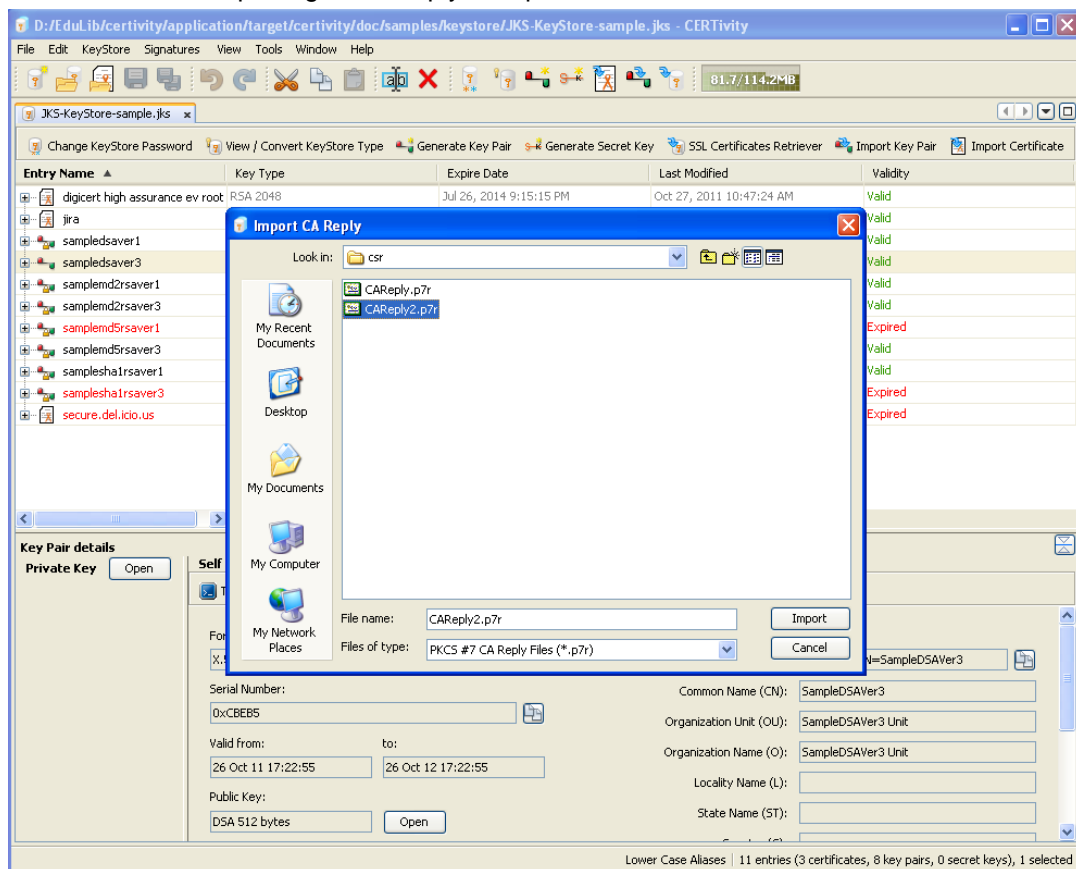 D:/EduLib/certivity/application/target/certivity/doc/samples/keystore/JKS-KeyStore-sample.jks - CERTivity
File Edit KeyStore Signatures View Tools Window Help
81.7/114.2MB
JKS-KeyStore-sample.jks x
Change KeyStore Password View / Convert KeyStore Type Generate Key Pair Generate Secret Key SSL Certificates Retriever Import Key Pair Import Certificate
Entry Name Key Type Expire Date Last Modified Validity
digicert high assurance ev root RSA 2048 Jul 26, 2014 9:15:15 PM Oct 27, 2011 10:47:24 AM Valid
jira Valid
sampledsaver1 Valid
sampledsaver3 Valid
samplemd2rsaver1 Valid
samplemd2rsaver3 Valid
samplemd5rsaver1 Expired
samplemd5rsaver3 Valid
samplesha1rsaver1 Valid
samplesha1rsaver3 Expired
secure.del.icio.us Expired
Import CA Reply
Look in: csr
CAReply.p7r
CAReply2.p7r
My Recent
Documents
Desktop
My Documents
My Computer
My Network
Places
File name: CAReply2.p7r Import
Files of type: PKCS #7 CA Reply Files (*.p7r) Cancel
Key Pair details
Private Key Open
Self
N=SampleDSAVer3
Serial Number: Common Name (CN): SampleDSAVer3
0xCBEB5 Organization Unit (OU): SampleDSAVer3 Unit
Valid from: to: Organization Name (O): SampleDSAVer3 Unit
26 Oct 11 17:22:55 26 Oct 12 17:22:55
Locality Name (L):
Public Key: State Name (ST):
DSA 512 bytes Open
Lower Case Aliases 11 entries (3 certificates, 8 key pairs, 0 secret keys), 1 selected